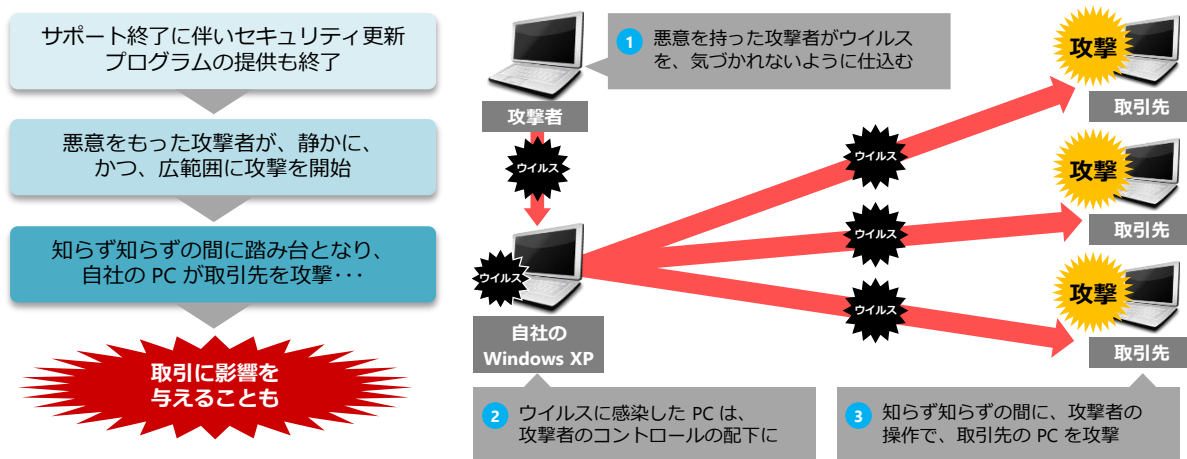 サポート終了に伴いセキュリティ更新
プログラムの提供も終了
悪意をもった攻撃者が、静かに、
かつ、広範囲に攻撃を開始
知らず知らずの間に踏み台となり、
自社の PC が取引先を攻撃･･･
取引に影響を
与えることも
1 悪意を持った攻撃者がウイルス
を、気づかれないように仕込む
攻撃者
ウイルス
ウイルス
自社の
Windows XP
ウイルス
ウイルス
ウイルス
攻撃
取引先
攻撃
取引先
攻撃
取引先
2 ウイルスに感染した PC は、
攻撃者のコントロールの配下に
3 知らず知らずの間に、攻撃者の
操作で、取引先の PC を攻撃